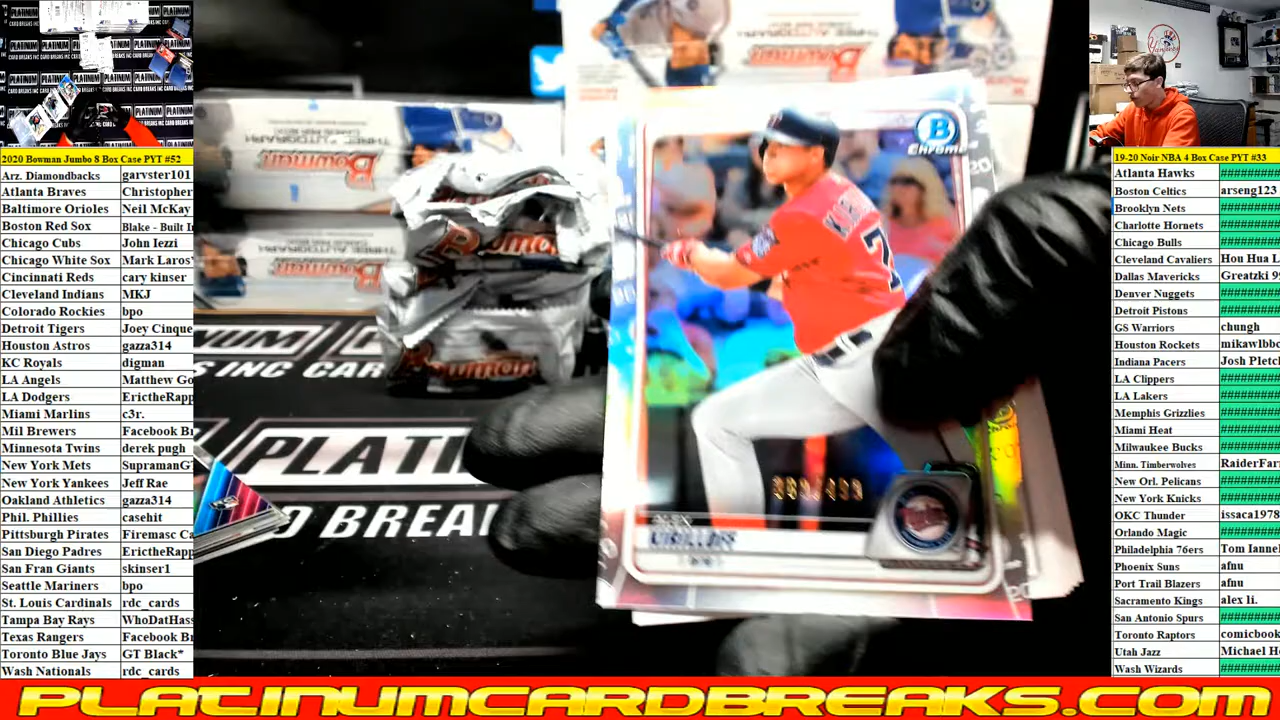 2020 Bowman Jumbo 8 Box Case PYT #52
Arz. Diamondbacks garvster101
Atlanta Braves Christopher
Baltimore Orioles Neil McKay
Boston Red Sox Blake - Built I
Chicago Cubs John Iezzi
Chicago White Sox Mark Laros*
Cincinnati Reds cary kinser
Cleveland Indians MKJ
Colorado Rockies bpo
Detroit Tigers Joey Cinque
Houston Astros gazza314
KC Royals digman
LA Angels Matthew Go
LA Dodgers ErictheRapp
Miami Marlins c3r.
Mil Brewers Facebook Br
Minnesota Twins derek pugh
New York Mets SupramanG
New York Yankees Jeff Rae
Oakland Athletics gazza314
Phil. Phillies casehit
Pittsburgh Pirates Firemasc Ca
San Diego Padres ErictheRapp
San Fran Giants skinser1
Seattle Mariners bpo
St. Louis Cardinals rdc_cards
Tampa Bay Rays WhoDatHass
Texas Rangers Facebook Br
Toronto Blue Jays GT Black*
Wash Nationals rdc_cards
THREE AUTOGRAPH
Bowman
Bowman
PLATI
BREA
B
Chrome
7
19-20 Noir NBA 4 Box Case PYT #33
Atlanta Hawks ########
Boston Celtics arseng123
Brooklyn Nets ########
Charlotte Hornets ########
Chicago Bulls ########
Cleveland Cavaliers Hou Hua L
Dallas Mavericks Greatzki 9
Denver Nuggets ########
Detroit Pistons ########
GS Warriors chungh
Houston Rockets mikawlbbc
Indiana Pacers Josh Pletc
LA Clippers ########
LA Lakers ########
Memphis Grizzlies ########
Miami Heat ########
Milwaukee Bucks ########
Minn. Timberwolves RaiderFar
New Orl. Pelicans ########
New York Knicks ########
OKC Thunder issaca1978
Orlando Magic ########
Philadelphia 76ers Tom Iannel
Phoenix Suns afnu
Port Trail Blazers afnu
Sacramento Kings alex li.
San Antonio Spurs ########
Toronto Raptors comicbook
Utah Jazz Michael H
Wash Wizards ########
PLATINUMCARDBREAKS.COM